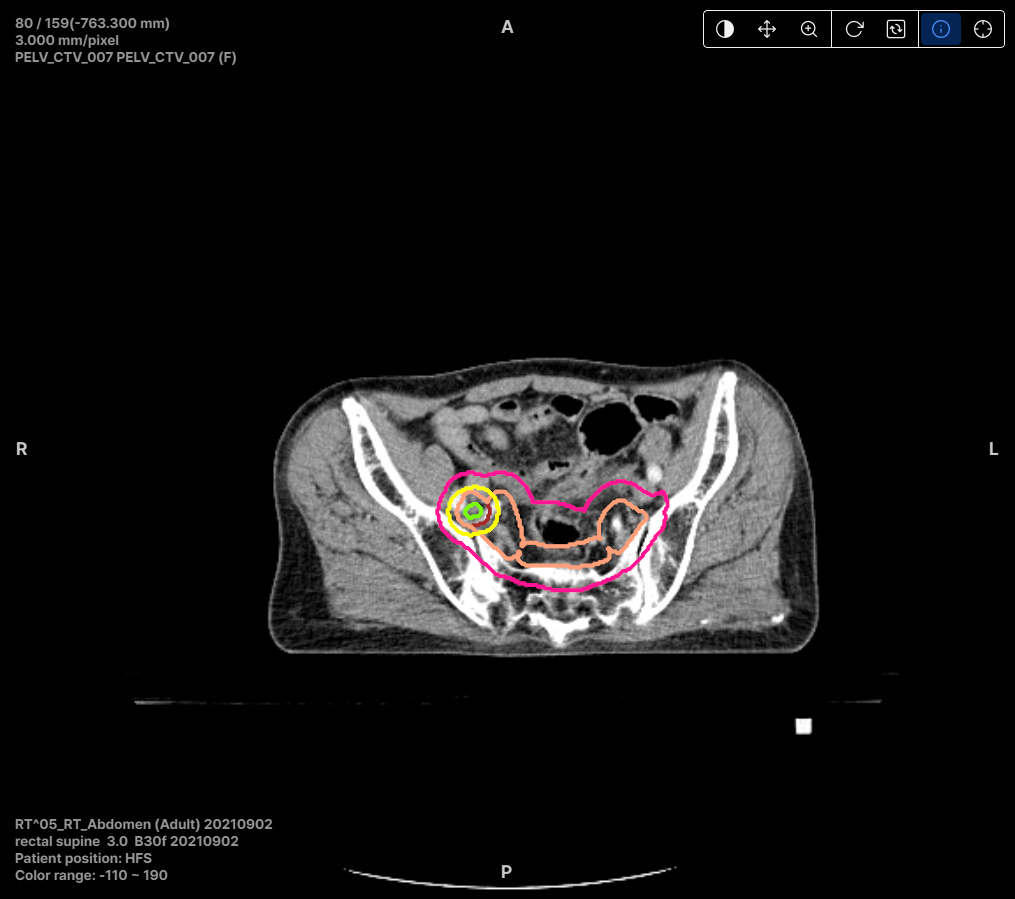 80 / 159(-763.300 mm)
3.000 mm/pixel
PELV_CTV_007 PELV_CTV_007 (F)
A
R
L
RT^05_RT_Abdomen (Adult) 20210902
rectal supine  3.0  B30f 20210902
Patient position: HFS
Color range: -110 ~ 190
P